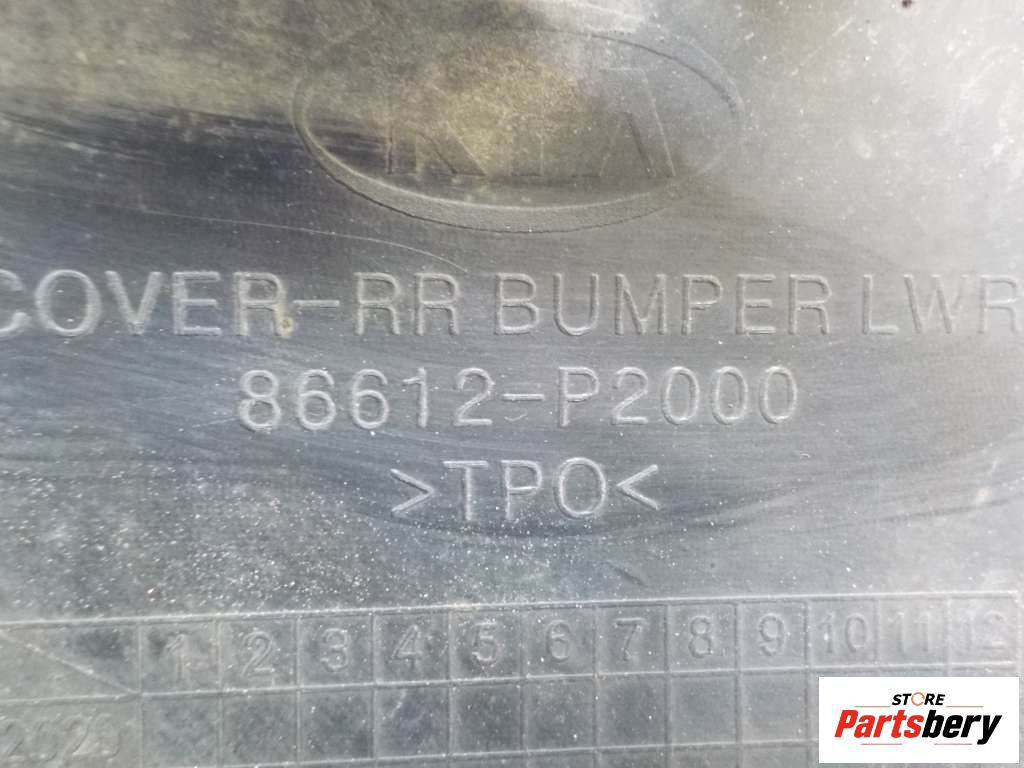 KIA
COVER-RR BUMPER LWR
86612-P2000
>TPO<
1 2 3 4 5 6 7 8 9 10 11 12
STORE
Partsbery